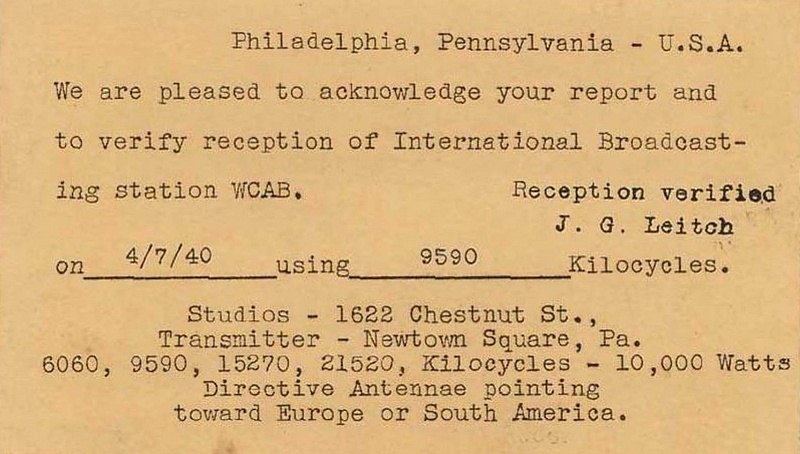 Philadelphia, Pennsylvania - U.S.A.
We are pleased to acknowledge your report and
to verify reception of International Broadcast-
ing station WCAB.
Reception verified
J. G. Leitch
on 4/7/40 using 9590 Kilocycles.
Studios - 1622 Chestnut St.,
Transmitter - Newtown Square, Pa.
6060, 9590, 15270, 21520, Kilocycles - 10,000 Watts
Directive Antennae pointing
toward Europe or South America.